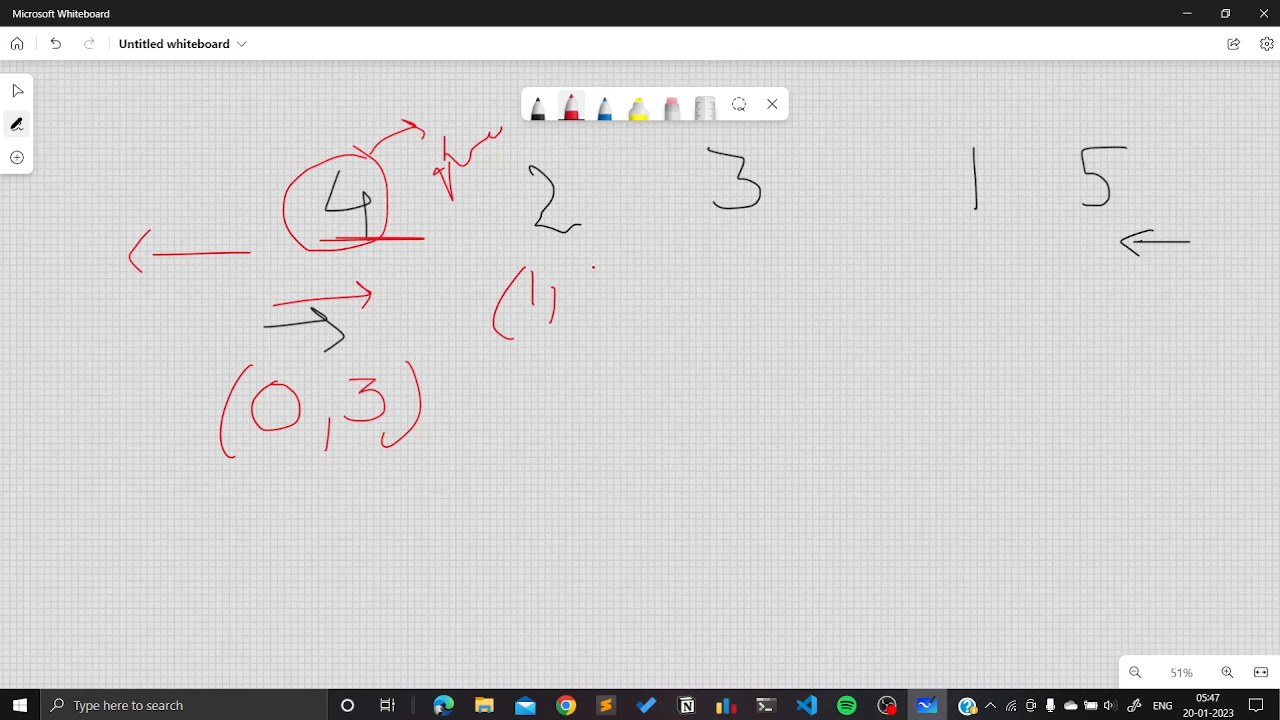 Microsoft Whiteboard
Untitled whiteboard
4 2 3 1 5
(1,
(0,3)
51%
Type here to search
ENG
05:47
20-01-2023